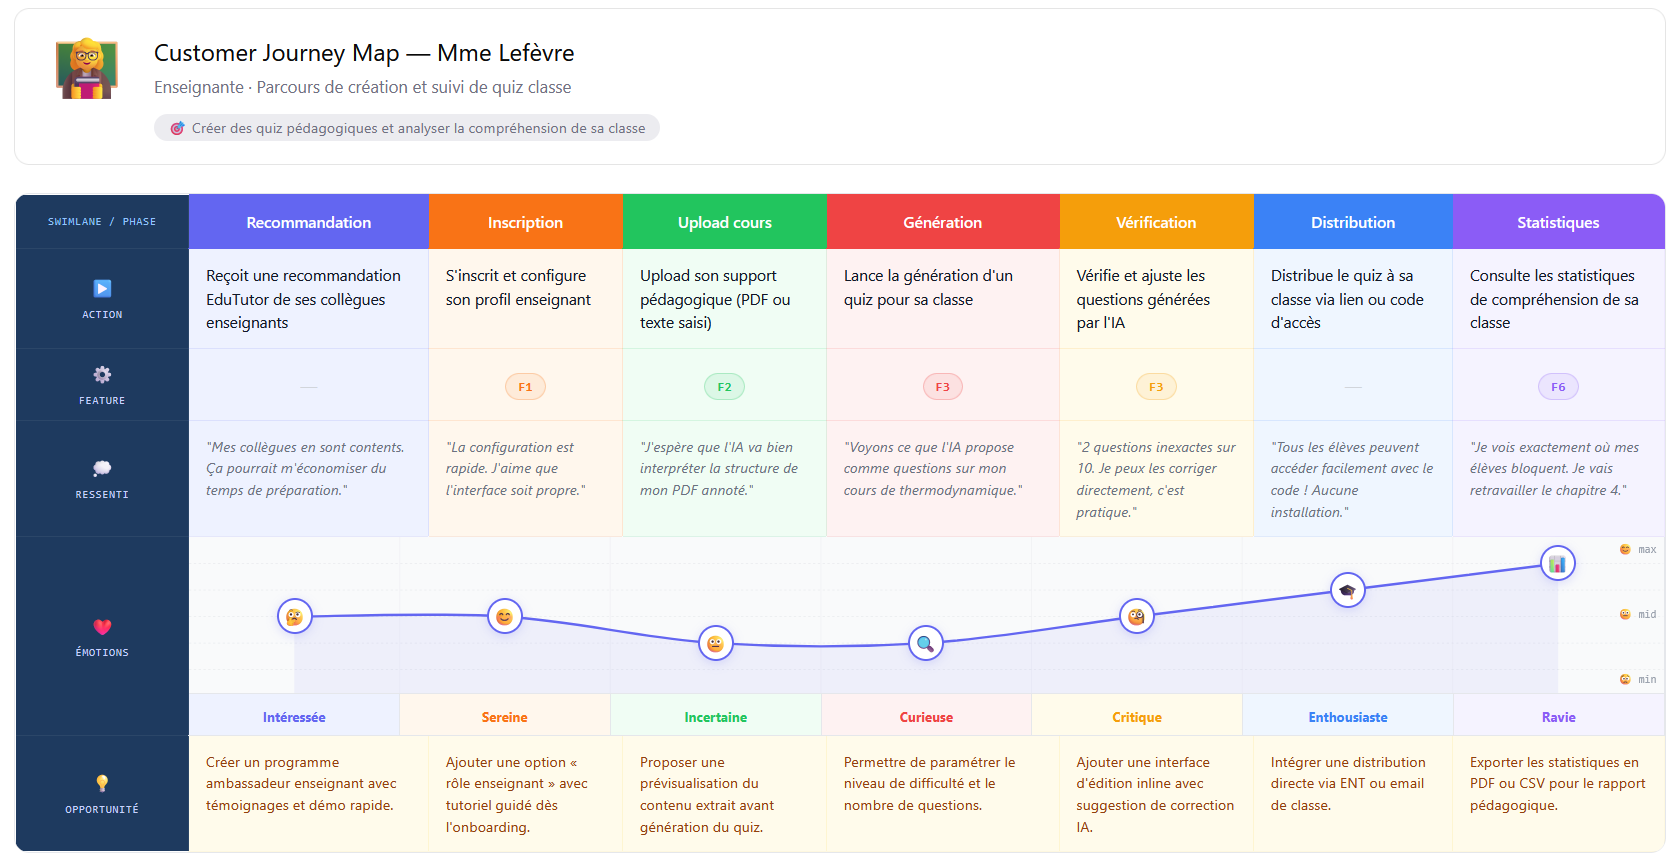 Customer Journey Map — Mme Lefèvre
Enseignante · Parcours de création et suivi de quiz classe
Créer des quiz pédagogiques et analyser la compréhension de sa classe
SWIMLANE / PHASE
Recommandation
Inscription
Upload cours
Génération
Vérification
Distribution
Statistiques
ACTION
Reçoit une recommandation
EduTutor de ses collègues
enseignants
S'inscrit et configure
son profil enseignant
Upload son support
pédagogique (PDF ou
texte saisi)
Lance la génération d'un
quiz pour sa classe
Vérifie et ajuste les
questions générées
par l'IA
Distribue le quiz à sa
classe via lien ou code
d'accès
Consulte les statistiques
de compréhension de sa
classe
FEATURE
—
F1
F2
F3
F3
—
F6
RESSENTI
"Mes collègues en sont contents.
Ça pourrait m'économiser du
temps de préparation."
"La configuration est
rapide. J'aime que
l'interface soit propre."
"J'espère que l'IA va bien
interpréter la structure de
mon PDF annoté."
"Voyons ce que l'IA propose
comme questions sur mon
cours de thermodynamique."
"2 questions inexactes sur
10. Je peux les corriger
directement, c'est
pratique."
"Tous les élèves peuvent
accéder facilement avec le
code ! Aucune
installation."
"Je vois exactement où mes
élèves bloquent. Je vais
retravailler le chapitre 4."
ÉMOTIONS
max
mid
min
Intéressée
Sereine
Incertaine
Curieuse
Critique
Enthousiaste
Ravie
OPPORTUNITÉ
Créer un programme
ambassadeur enseignant avec
témoignages et démo rapide.
Ajouter une option «
rôle enseignant » avec
tutoriel guidé dès
l'onboarding.
Proposer une
prévisualisation du
contenu extrait avant
génération du quiz.
Permettre de paramétrer le
niveau de difficulté et le
nombre de questions.
Ajouter une interface
d'édition inline avec
suggestion de correction
IA.
Intégrer une distribution
directe via ENT ou email
de classe.
Exporter les statistiques en
PDF ou CSV pour le rapport
pédagogique.